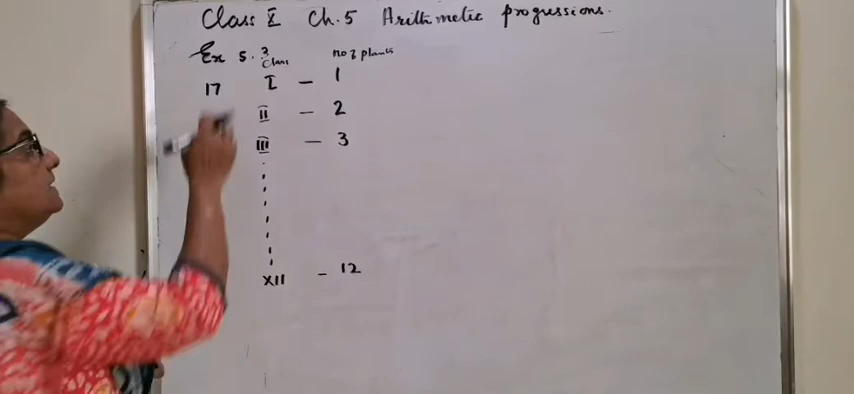 Class X Ch.5 Arithmetic progressions.
Ex 5.3 Class no of plants
17 I - 1
II - 2
III - 3
XII - 12